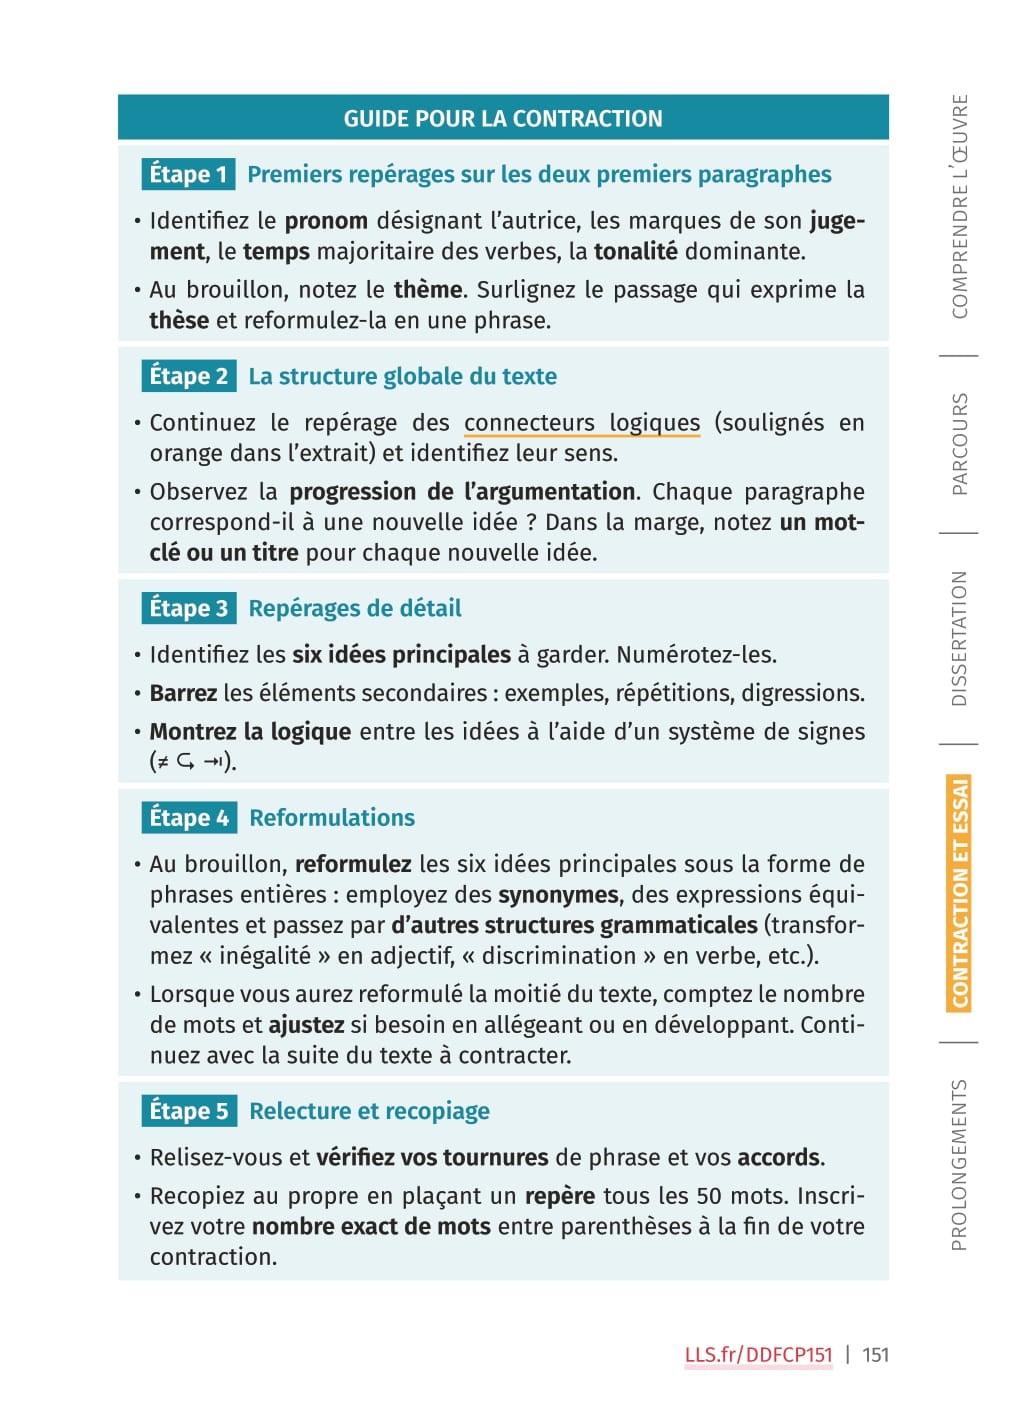 GUIDE POUR LA CONTRACTION
Étape 1 Premiers repérages sur les deux premiers paragraphes
• Identifiez le pronom désignant l’autrice, les marques de son juge-
ment, le temps majoritaire des verbes, la tonalité dominante.
• Au brouillon, notez le thème. Surlignez le passage qui exprime la
thèse et reformulez-la en une phrase.
Étape 2 La structure globale du texte
• Continuez le repérage des connecteurs logiques (soulignés en
orange dans l’extrait) et identifiez leur sens.
• Observez la progression de l’argumentation. Chaque paragraphe
correspond-il à une nouvelle idée ? Dans la marge, notez un mot-
clé ou un titre pour chaque nouvelle idée.
Étape 3 Repérages de détail
• Identifiez les six idées principales à garder. Numérotez-les.
• Barrez les éléments secondaires : exemples, répétitions, digressions.
• Montrez la logique entre les idées à l’aide d’un système de signes
(≠ ↪ ⇥).
Étape 4 Reformulations
• Au brouillon, reformulez les six idées principales sous la forme de
phrases entières : employez des synonymes, des expressions équi-
valentes et passez par d’autres structures grammaticales (transfor-
mez « inégalité » en adjectif, « discrimination » en verbe, etc.).
• Lorsque vous aurez reformulé la moitié du texte, comptez le nombre
de mots et ajustez si besoin en allégeant ou en développant. Conti-
nuez avec la suite du texte à contracter.
Étape 5 Relecture et recopiage
• Relisez-vous et vérifiez vos tournures de phrase et vos accords.
• Recopiez au propre en plaçant un repère tous les 50 mots. Inscri-
vez votre nombre exact de mots entre parenthèses à la fin de votre
contraction.
COMPRENDRE L’ŒUVRE
PARCOURS
DISSERTATION
CONTRACTION ET ESSAI
PROLONGEMENTS
LLS.fr/DDFCP151 | 151